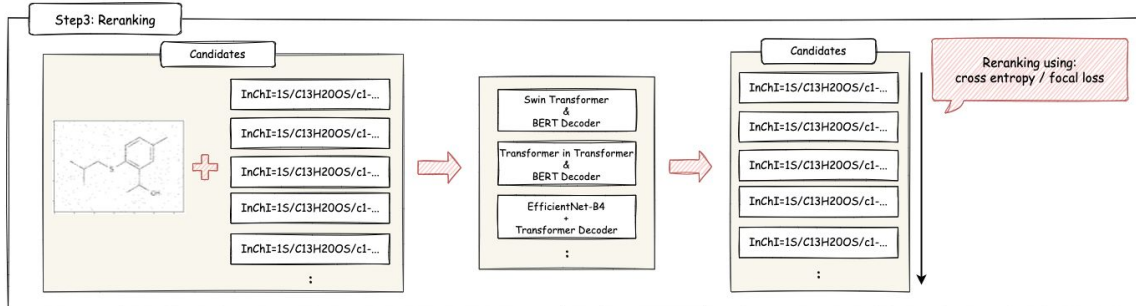 Step3: Reranking
Candidates
InChI=1S/C13H20OS/c1-...
InChI=1S/C13H20OS/c1-...
InChI=1S/C13H20OS/c1-...
InChI=1S/C13H20OS/c1-...
InChI=1S/C13H20OS/c1-...
:
S
OH
Swin Transformer
&
BERT Decoder
Transformer in Transformer
&
BERT Decoder
EfficientNet-B4
+
Transformer Decoder
:
Candidates
InChI=1S/C13H20OS/c1-...
InChI=1S/C13H20OS/c1-...
InChI=1S/C13H20OS/c1-...
InChI=1S/C13H20OS/c1-...
InChI=1S/C13H20OS/c1-...
:
Reranking using:
cross entropy / focal loss